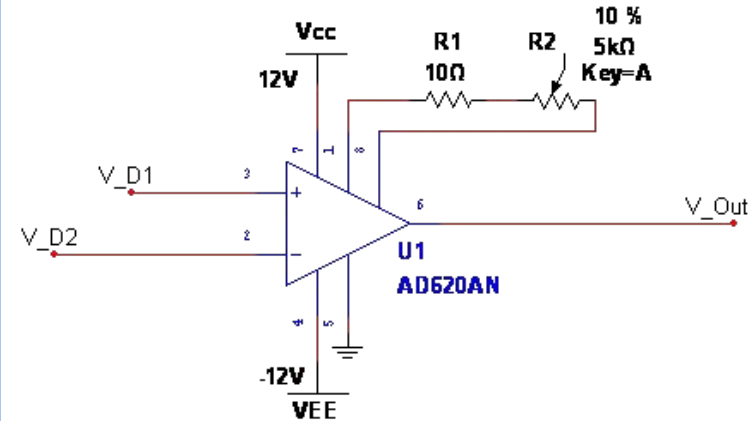 Vcc
12V
R1
10Ω
R2
10 %
5kΩ
Key=A
7
1
8
V_D1
3
+
V_D2
2
−
6
V_Out
U1
AD620AN
4
5
-12V
VEE